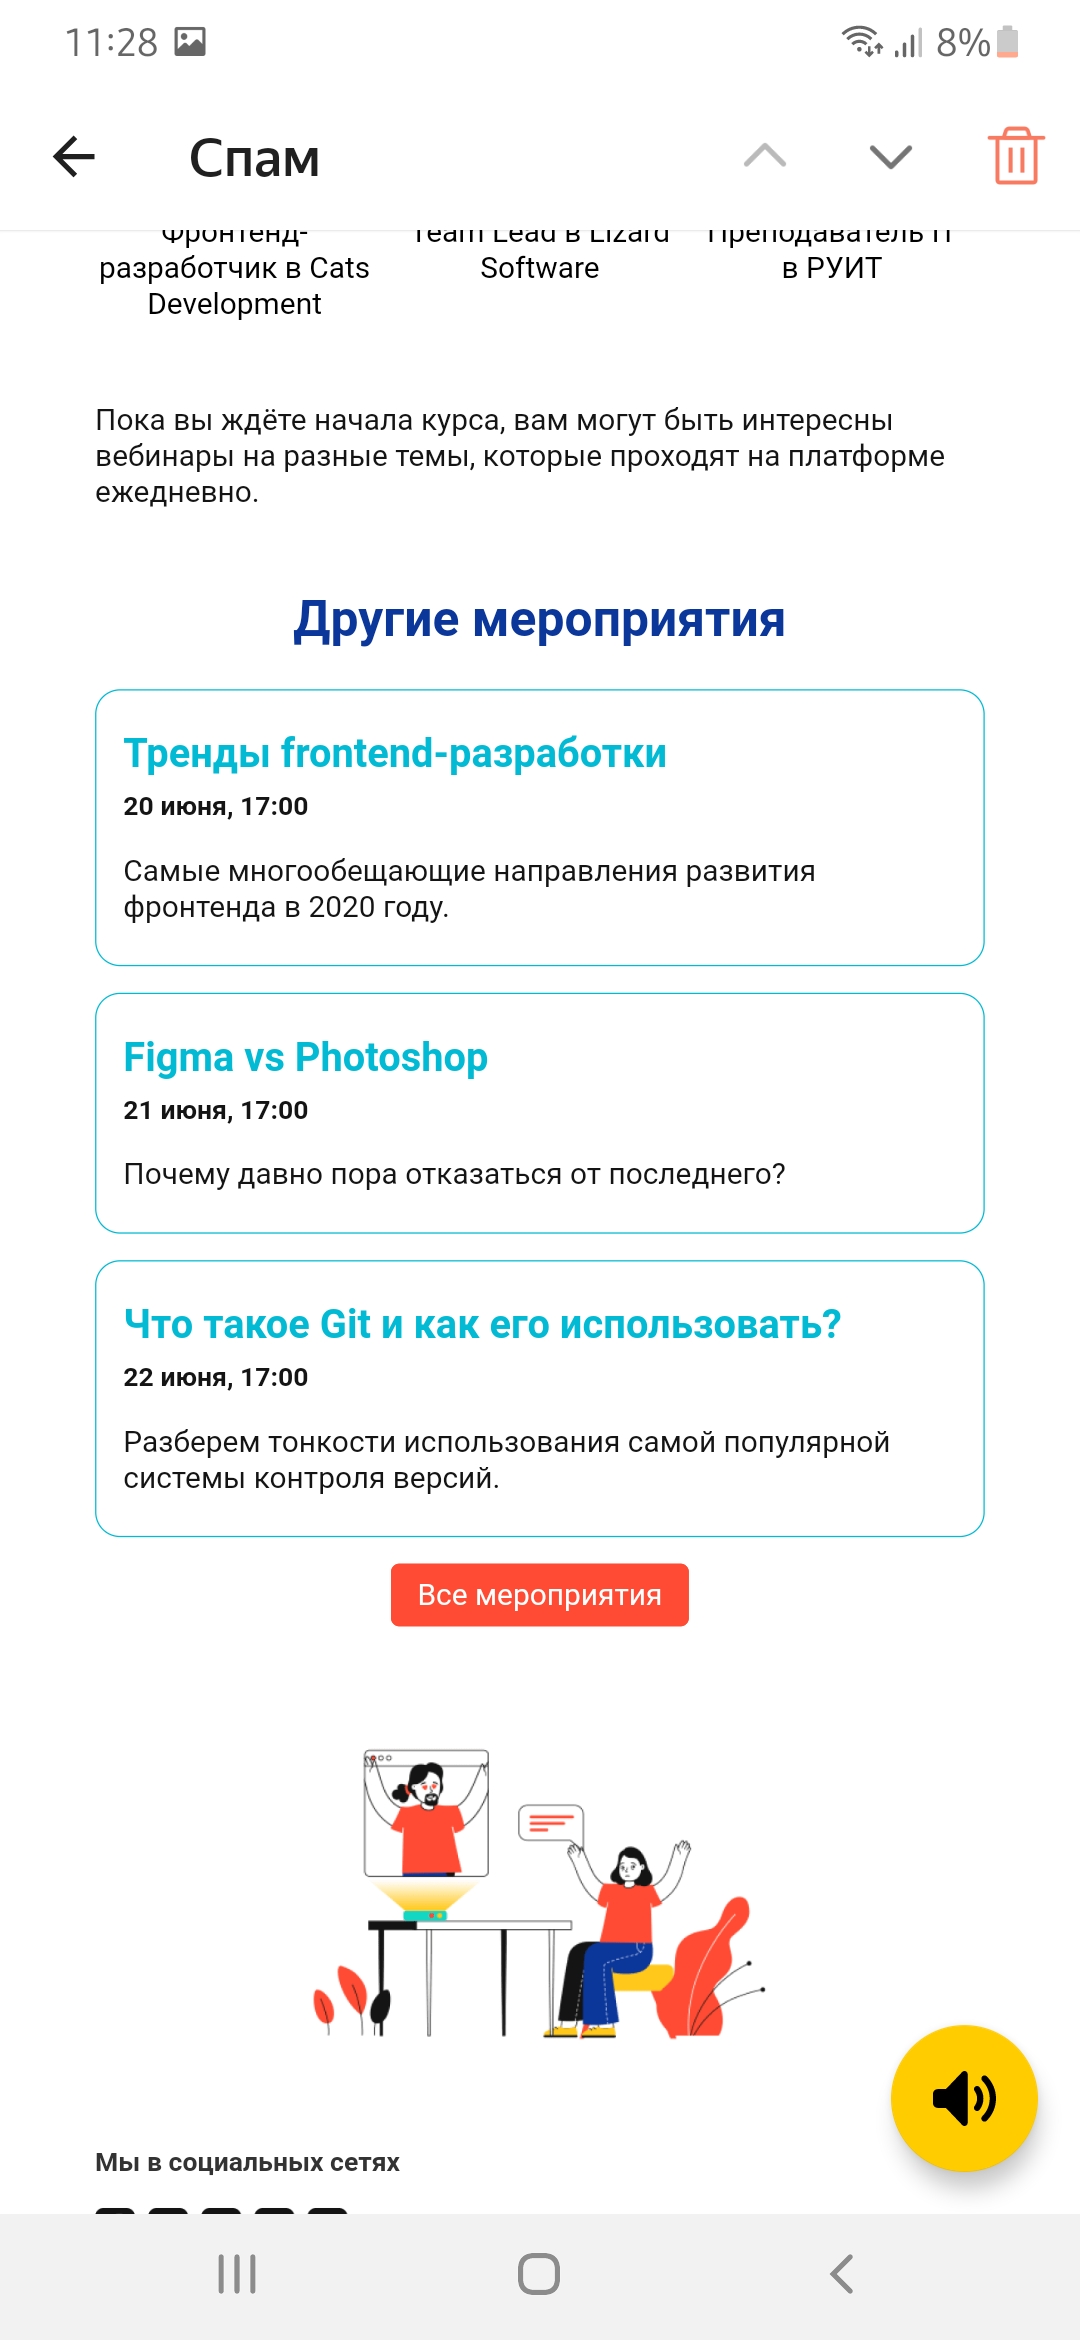 11:28
8%
Спам
Фронтенд-
разработчик в Cats
Development
Team Lead в Lizard
Software
Преподаватель IT
в РУИТ
Пока вы ждёте начала курса, вам могут быть интересны
вебинары на разные темы, которые проходят на платформе
ежедневно.
Другие мероприятия
Тренды frontend-разработки
20 июня, 17:00
Самые многообещающие направления развития
фронтенда в 2020 году.
Figma vs Photoshop
21 июня, 17:00
Почему давно пора отказаться от последнего?
Что такое Git и как его использовать?
22 июня, 17:00
Разберем тонкости использования самой популярной
системы контроля версий.
Все мероприятия
Мы в социальных сетях